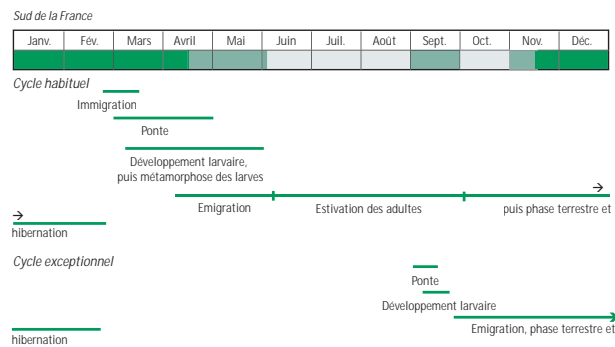 Sud de la France
Janv. Fév. Mars Avril Mai Juin Juil. Août Sept. Oct. Nov. Déc.
Cycle habituel
Immigration
Ponte
Développement larvaire,
puis métamorphose des larves
Emigration Estivation des adultes puis phase terrestre et
hibernation
Cycle exceptionnel
Ponte
Développement larvaire
Emigration, phase terrestre et
hibernation